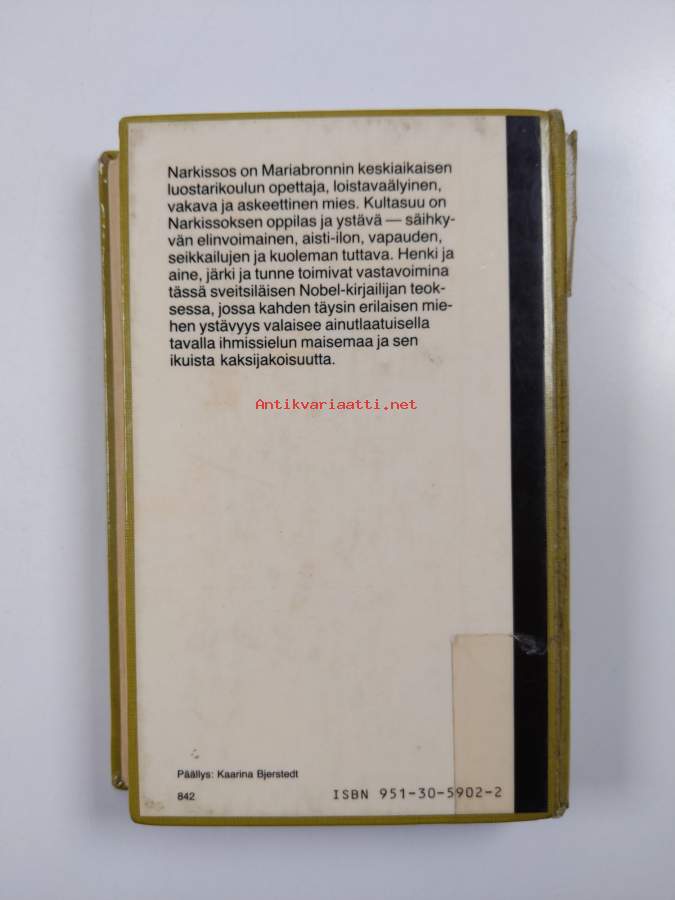 Narkissos on Mariabronnin keskiaikaisen
luostarikoulun opettaja, loistavaälyinen,
vakava ja askeettinen mies. Kultasuu on
Narkissoksen oppilas ja ystävä — säihky-
vän elinvoimainen, aisti-ilon, vapauden,
seikkailujen ja kuoleman tuttava. Henki ja
aine, järki ja tunne toimivat vastavoimina
tässä sveitsiläisen Nobel-kirjailijan teok-
sessa, jossa kahden täysin erilaisen mie-
hen ystävyys valaisee ainutlaatuisella
tavalla ihmissielun maisemaa ja sen
ikuista kaksijakoisuutta.
Antikvariaatti.net
Päällys: Kaarina Bjerstedt
842
ISBN 951-30-5902-2